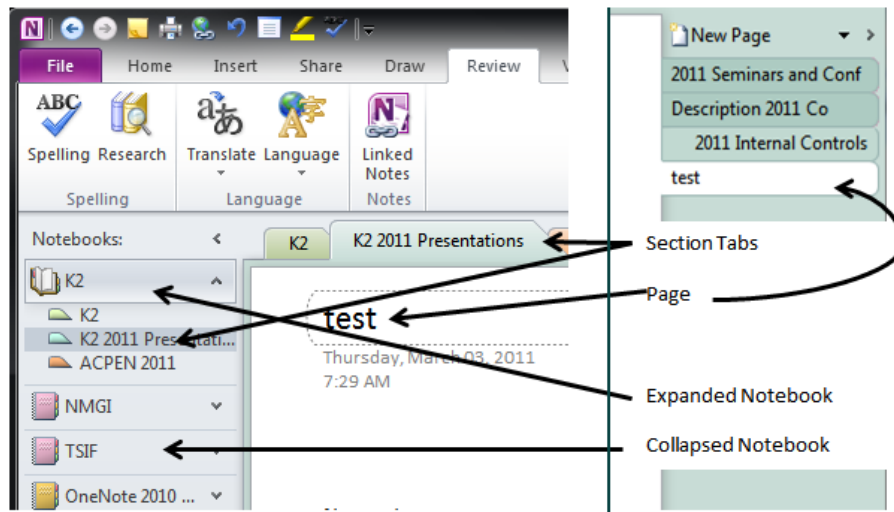 File Home Insert Share Draw Review
ABC
Spelling Research Translate Language Linked Notes
Spelling Language Notes
Notebooks:
K2
K2
K2 2011 Presentati...
ACPEN 2011
NMGI
TSIF
OneNote 2010 ...
K2 K2 2011 Presentations
test
Thursday, March 03, 2011
7:29 AM
New Page
2011 Seminars and Conf
Description 2011 Co
2011 Internal Controls
test
Section Tabs
Page
Expanded Notebook
Collapsed Notebook